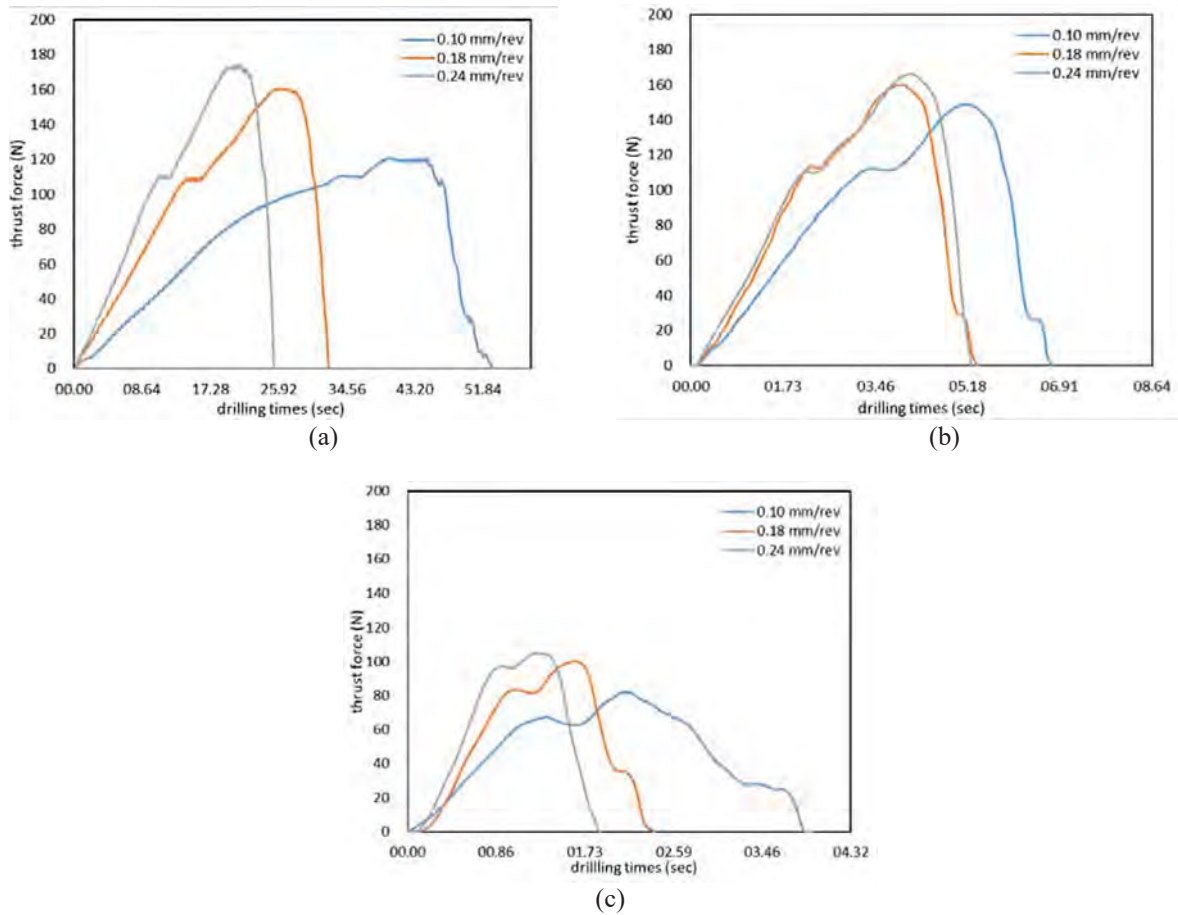 200
180
160
140
120
100
80
60
40
20
0
thrust force (N)
0.10 mm/rev
0.18 mm/rev
0.24 mm/rev
00.00 08.64 17.28 25.92 34.56 43.20 51.84
drilling times (sec)
(a)
200
180
160
140
120
100
80
60
40
20
0
thrust force (N)
0.10 mm/rev
0.18 mm/rev
0.24 mm/rev
00.00 01.73 03.46 05.18 06.91 08.64
drilling times (sec)
(b)
200
180
160
140
120
100
80
60
40
20
0
thrust force (N)
0.10 mm/rev
0.18 mm/rev
0.24 mm/rev
00.00 00.86 01.73 02.59 03.46 04.32
drillling times (sec)
(c)